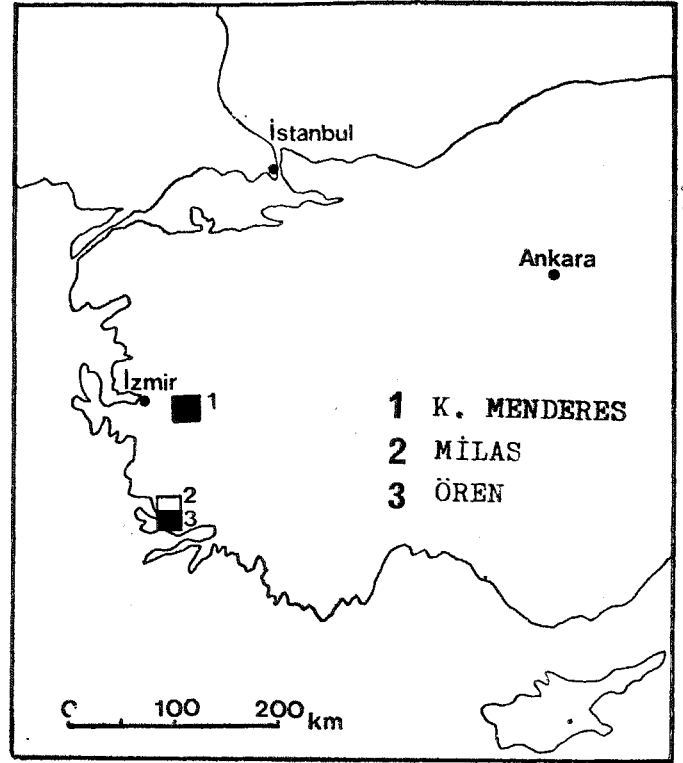 İstanbul
Ankara
İzmir
1
1 K. MENDERES
2 MİLAS
3 ÖREN
2
3
0 100 200 km